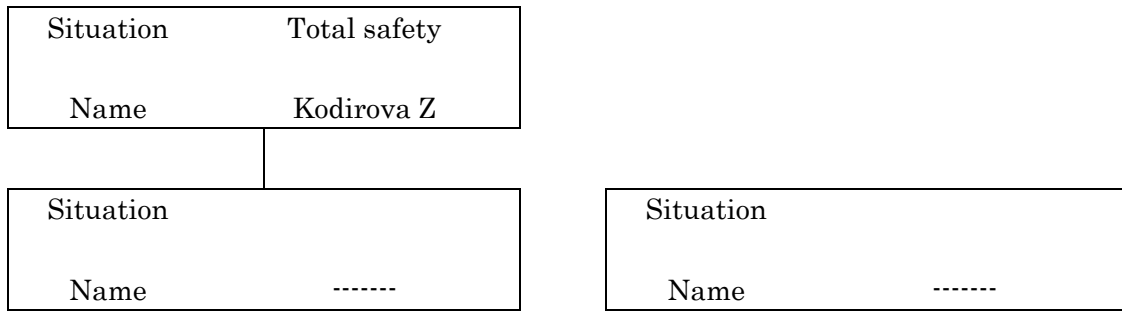 Situation Total safety
Name Kodirova Z
Situation
Name -------
Situation
Name -------